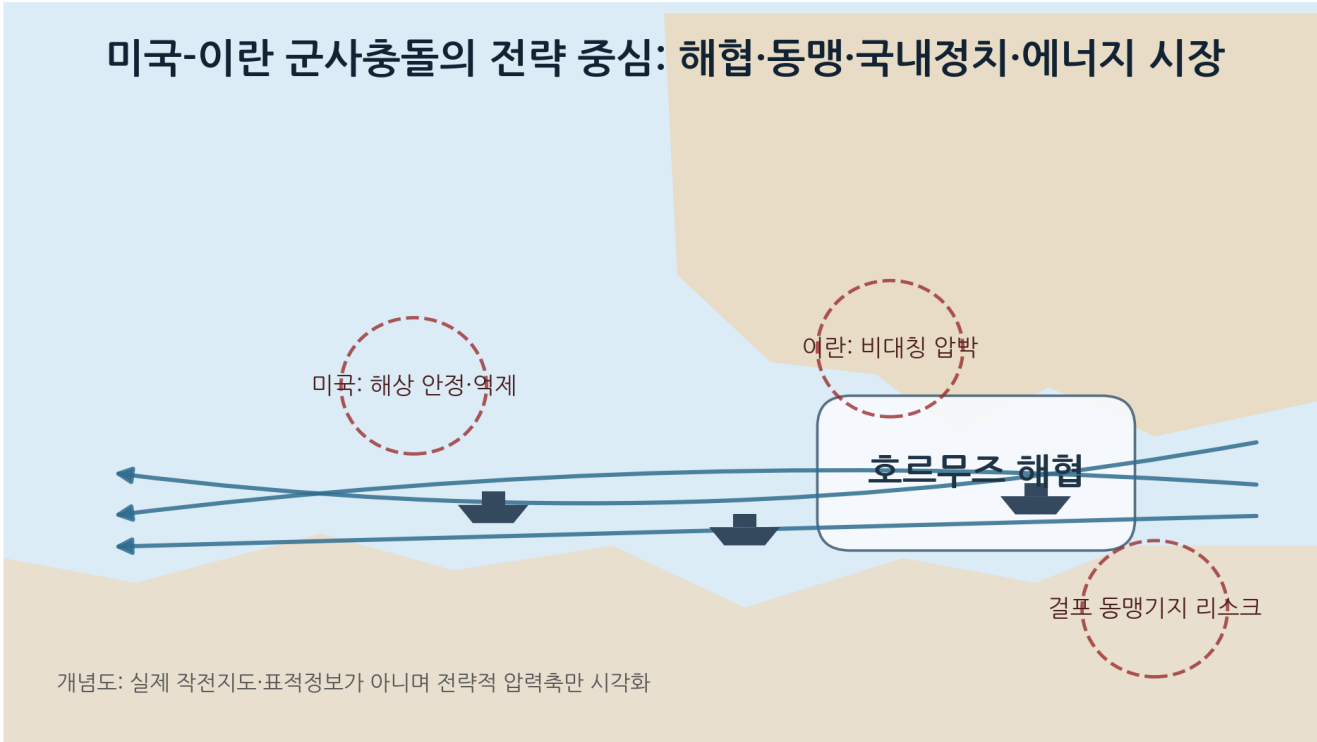 미국-이란 군사충돌의 전략 중심: 해협·동맹·국내정치·에너지 시장
이란: 비대칭 압박
미국: 해상 안정·억제
호르무즈 해협
걸프 동맹기지 리스크
개념도: 실제 작전지도·표적정보가 아니며 전략적 압력축만 시각화